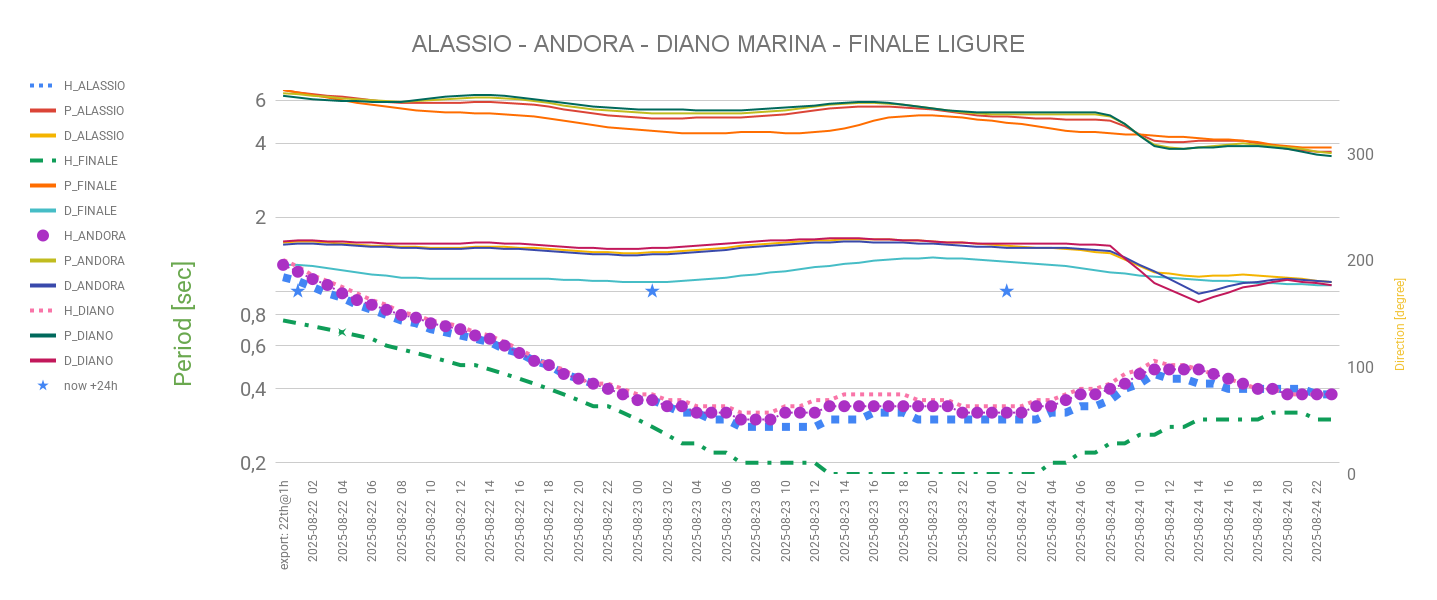 ALASSIO - ANDORA - DIANO MARINA - FINALE LIGURE
H_ALASSIO
P_ALASSIO
D_ALASSIO
H_FINALE
P_FINALE
D_FINALE
H_ANDORA
P_ANDORA
D_ANDORA
H_DIANO
P_DIANO
D_DIANO
now +24h
Period [sec]
6
4
2
0,8
0,6
0,4
0,2
300
200
100
0
Direction [degree]
export: 22th@1h
2025-08-22 02
2025-08-22 04
2025-08-22 06
2025-08-22 08
2025-08-22 10
2025-08-22 12
2025-08-22 14
2025-08-22 16
2025-08-22 18
2025-08-22 20
2025-08-22 22
2025-08-23 00
2025-08-23 02
2025-08-23 04
2025-08-23 06
2025-08-23 08
2025-08-23 10
2025-08-23 12
2025-08-23 14
2025-08-23 16
2025-08-23 18
2025-08-23 20
2025-08-23 22
2025-08-24 00
2025-08-24 02
2025-08-24 04
2025-08-24 06
2025-08-24 08
2025-08-24 10
2025-08-24 12
2025-08-24 14
2025-08-24 16
2025-08-24 18
2025-08-24 20
2025-08-24 22